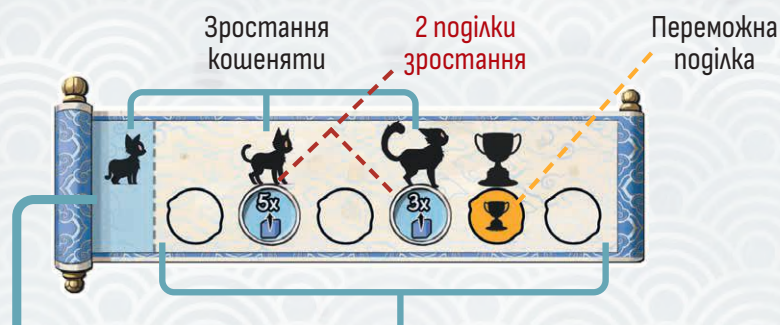 Зростання
кошеняти
2 поділки
зростання
Переможна
поділка
5x
3x